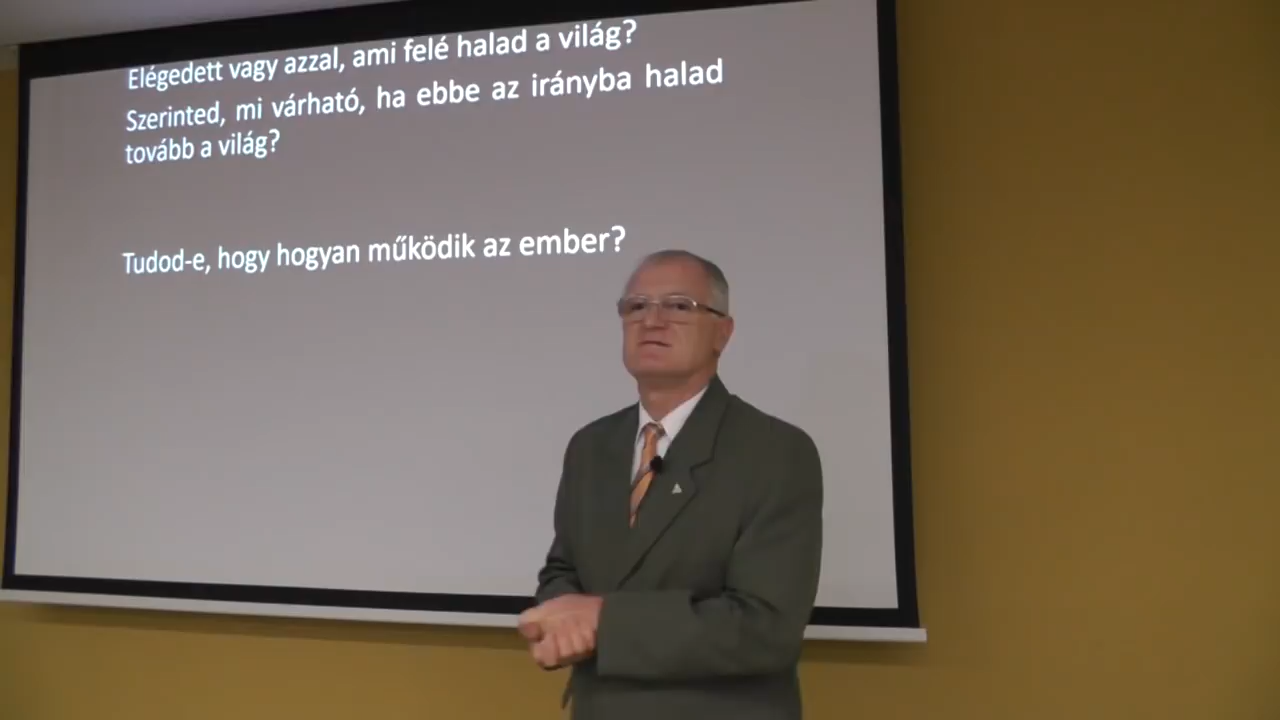 Elégedett vagy azzal, ami felé halad a világ?
Szerinted, mi várható, ha ebbe az irányba halad
tovább a világ?
Tudod-e, hogy hogyan működik az ember?